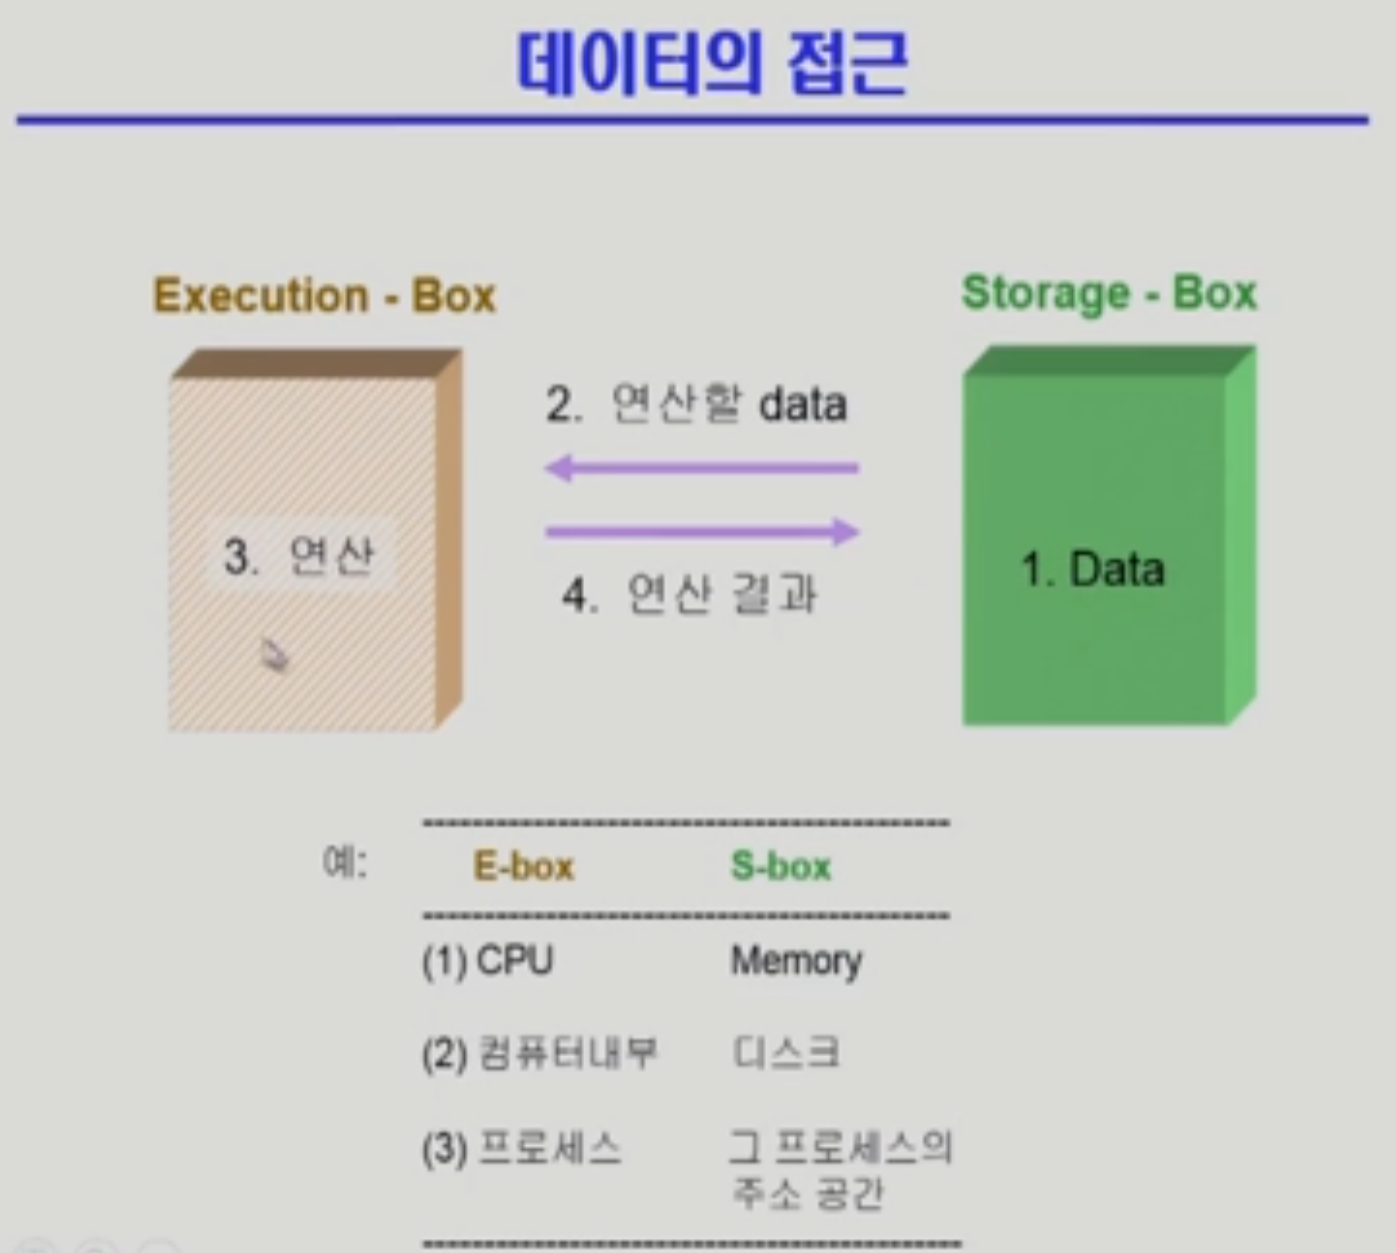 데이터의 접근
Execution - Box
Storage - Box
2. 연산할 data
3. 연산
1. Data
4. 연산 결과
예:
E-box S-box
(1) CPU Memory
(2) 컴퓨터내부 디스크
(3) 프로세스 그 프로세스의
주소 공간